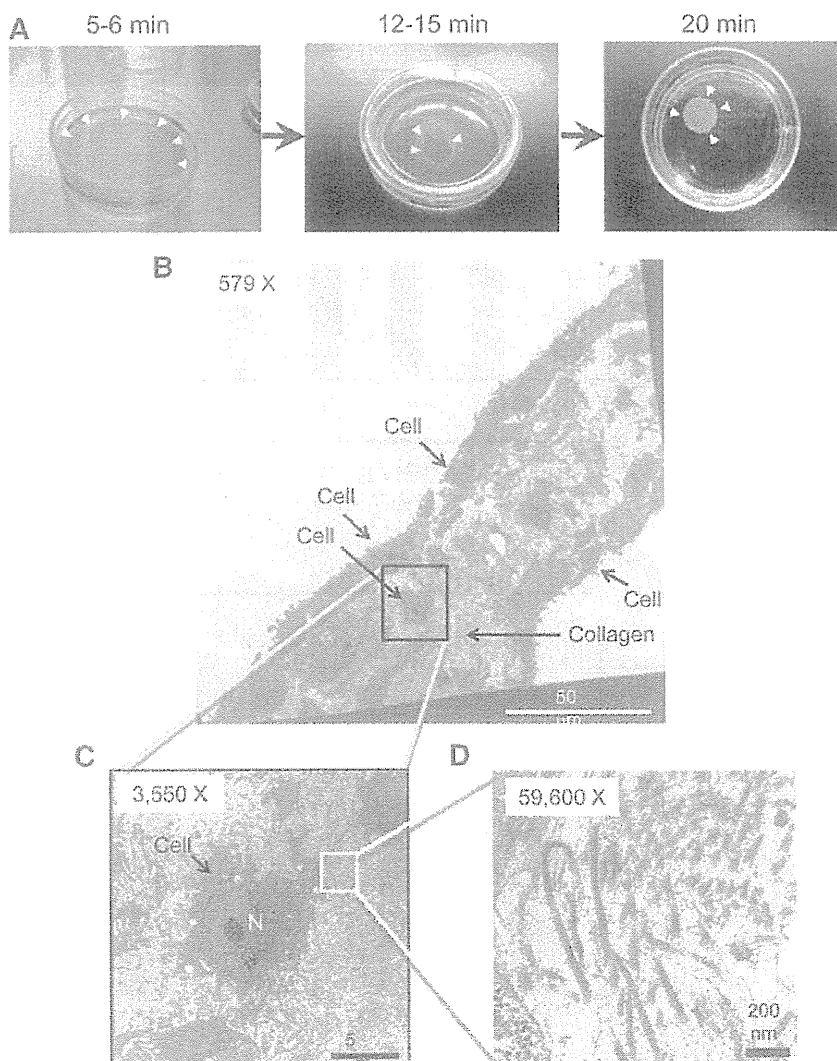 A
5-6 min
12-15 min
20 min
B
579 X
Cell
Cell
Cell
Cell
Collagen
50
C
D
3,550 X
Cell
N
5
59,600 X
200
nm